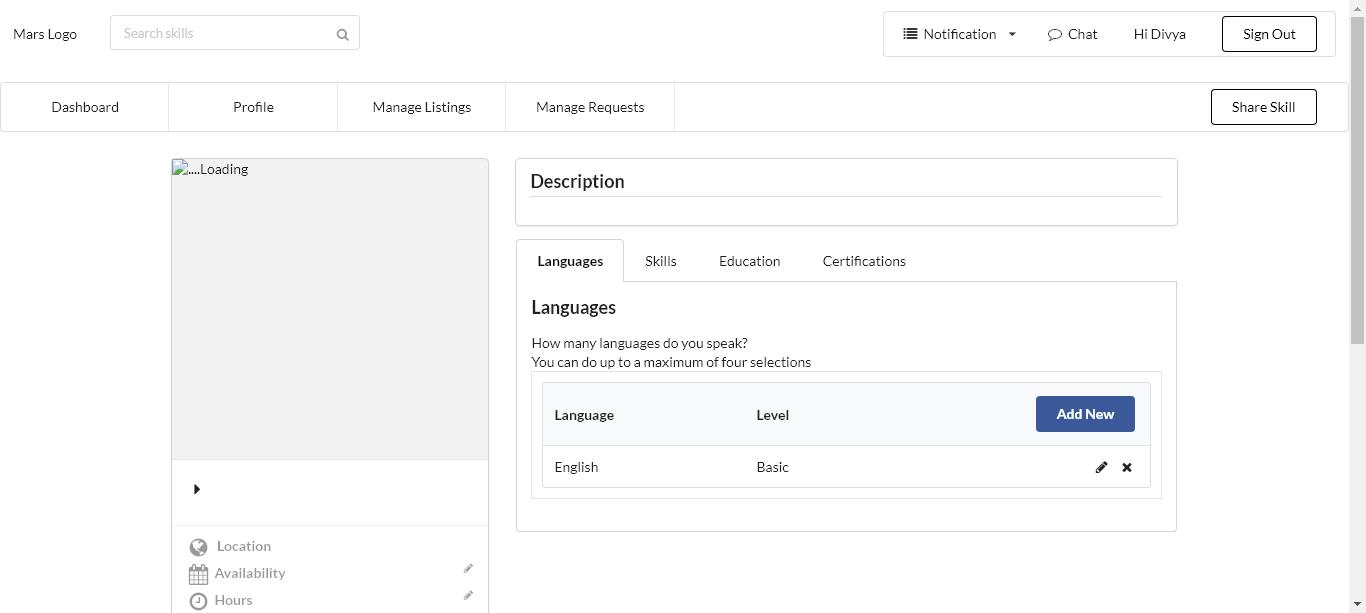 Mars Logo
Search skills
Notification
Chat
Hi Divya
Sign Out
Dashboard
Profile
Manage Listings
Manage Requests
Share Skill
....Loading
Location
Availability
Hours
Description
Languages
Skills
Education
Certifications
Languages
How many languages do you speak?
You can do up to a maximum of four selections
Language
Level
Add New
English
Basic